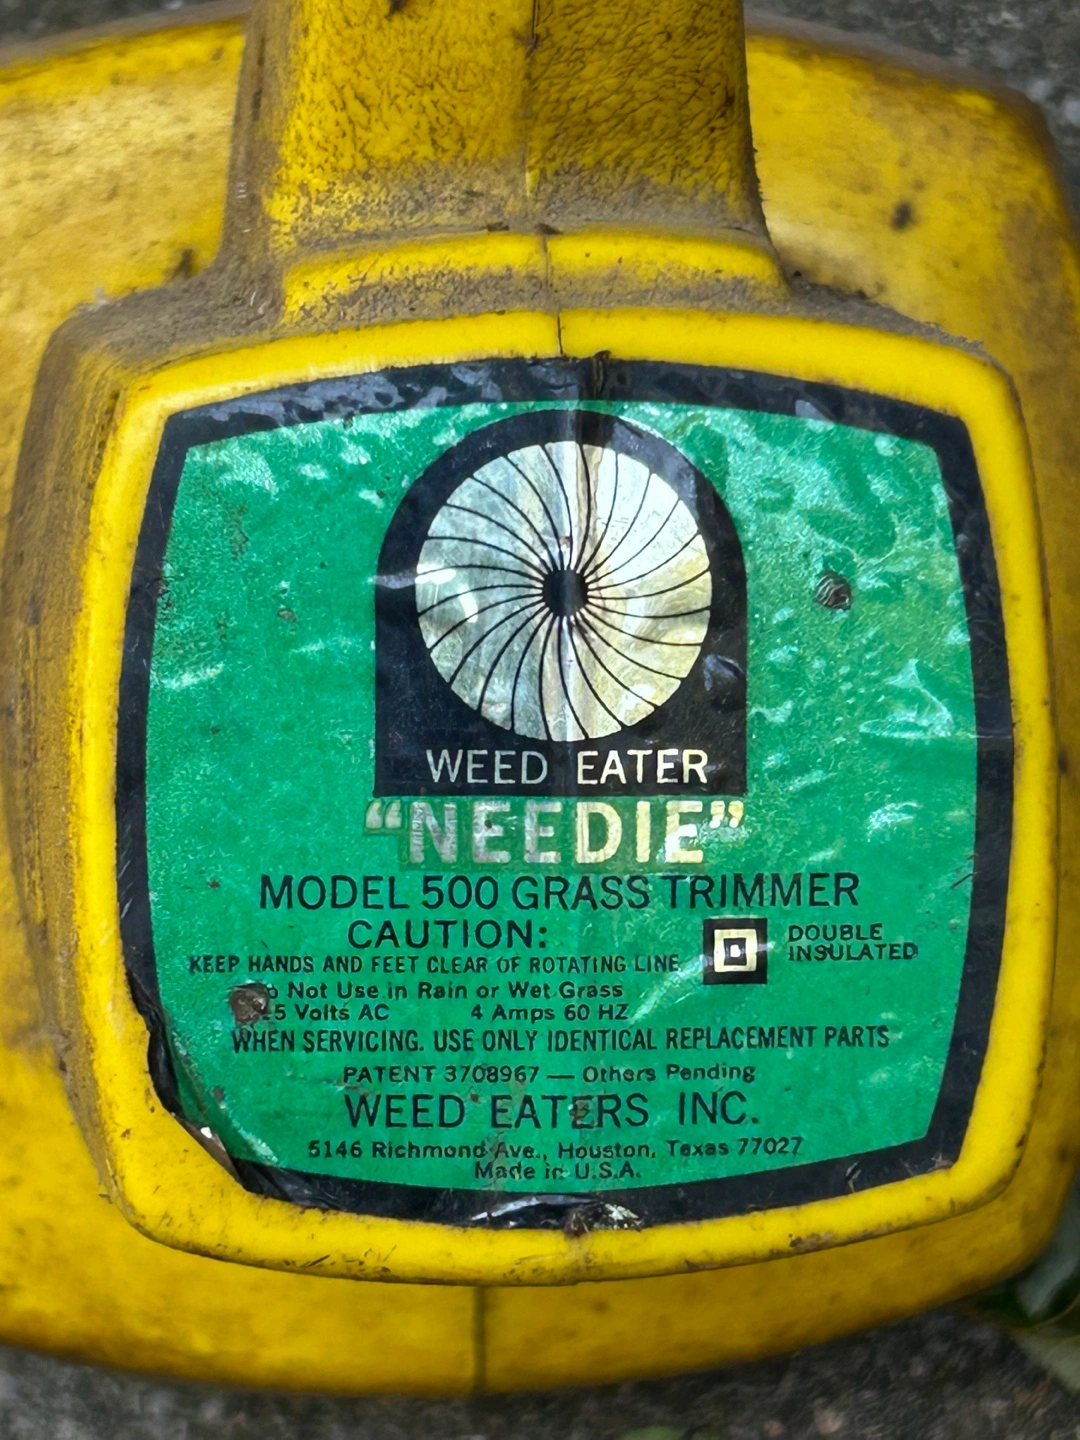 WEED EATER
"NEEDIE"
MODEL 500 GRASS TRIMMER
CAUTION:
KEEP HANDS AND FEET CLEAR OF ROTATING LINE
DOUBLE
INSULATED
Not Use in Rain or Wet Grass
Volts AC 4 Amps 60 HZ
WHEN SERVICING. USE ONLY IDENTICAL REPLACEMENT PARTS
PATENT 3708967 — Others Pending
WEED EATERS INC.
5146 Richmond Ave., Houston, Texas 77027
Made in U.S.A.